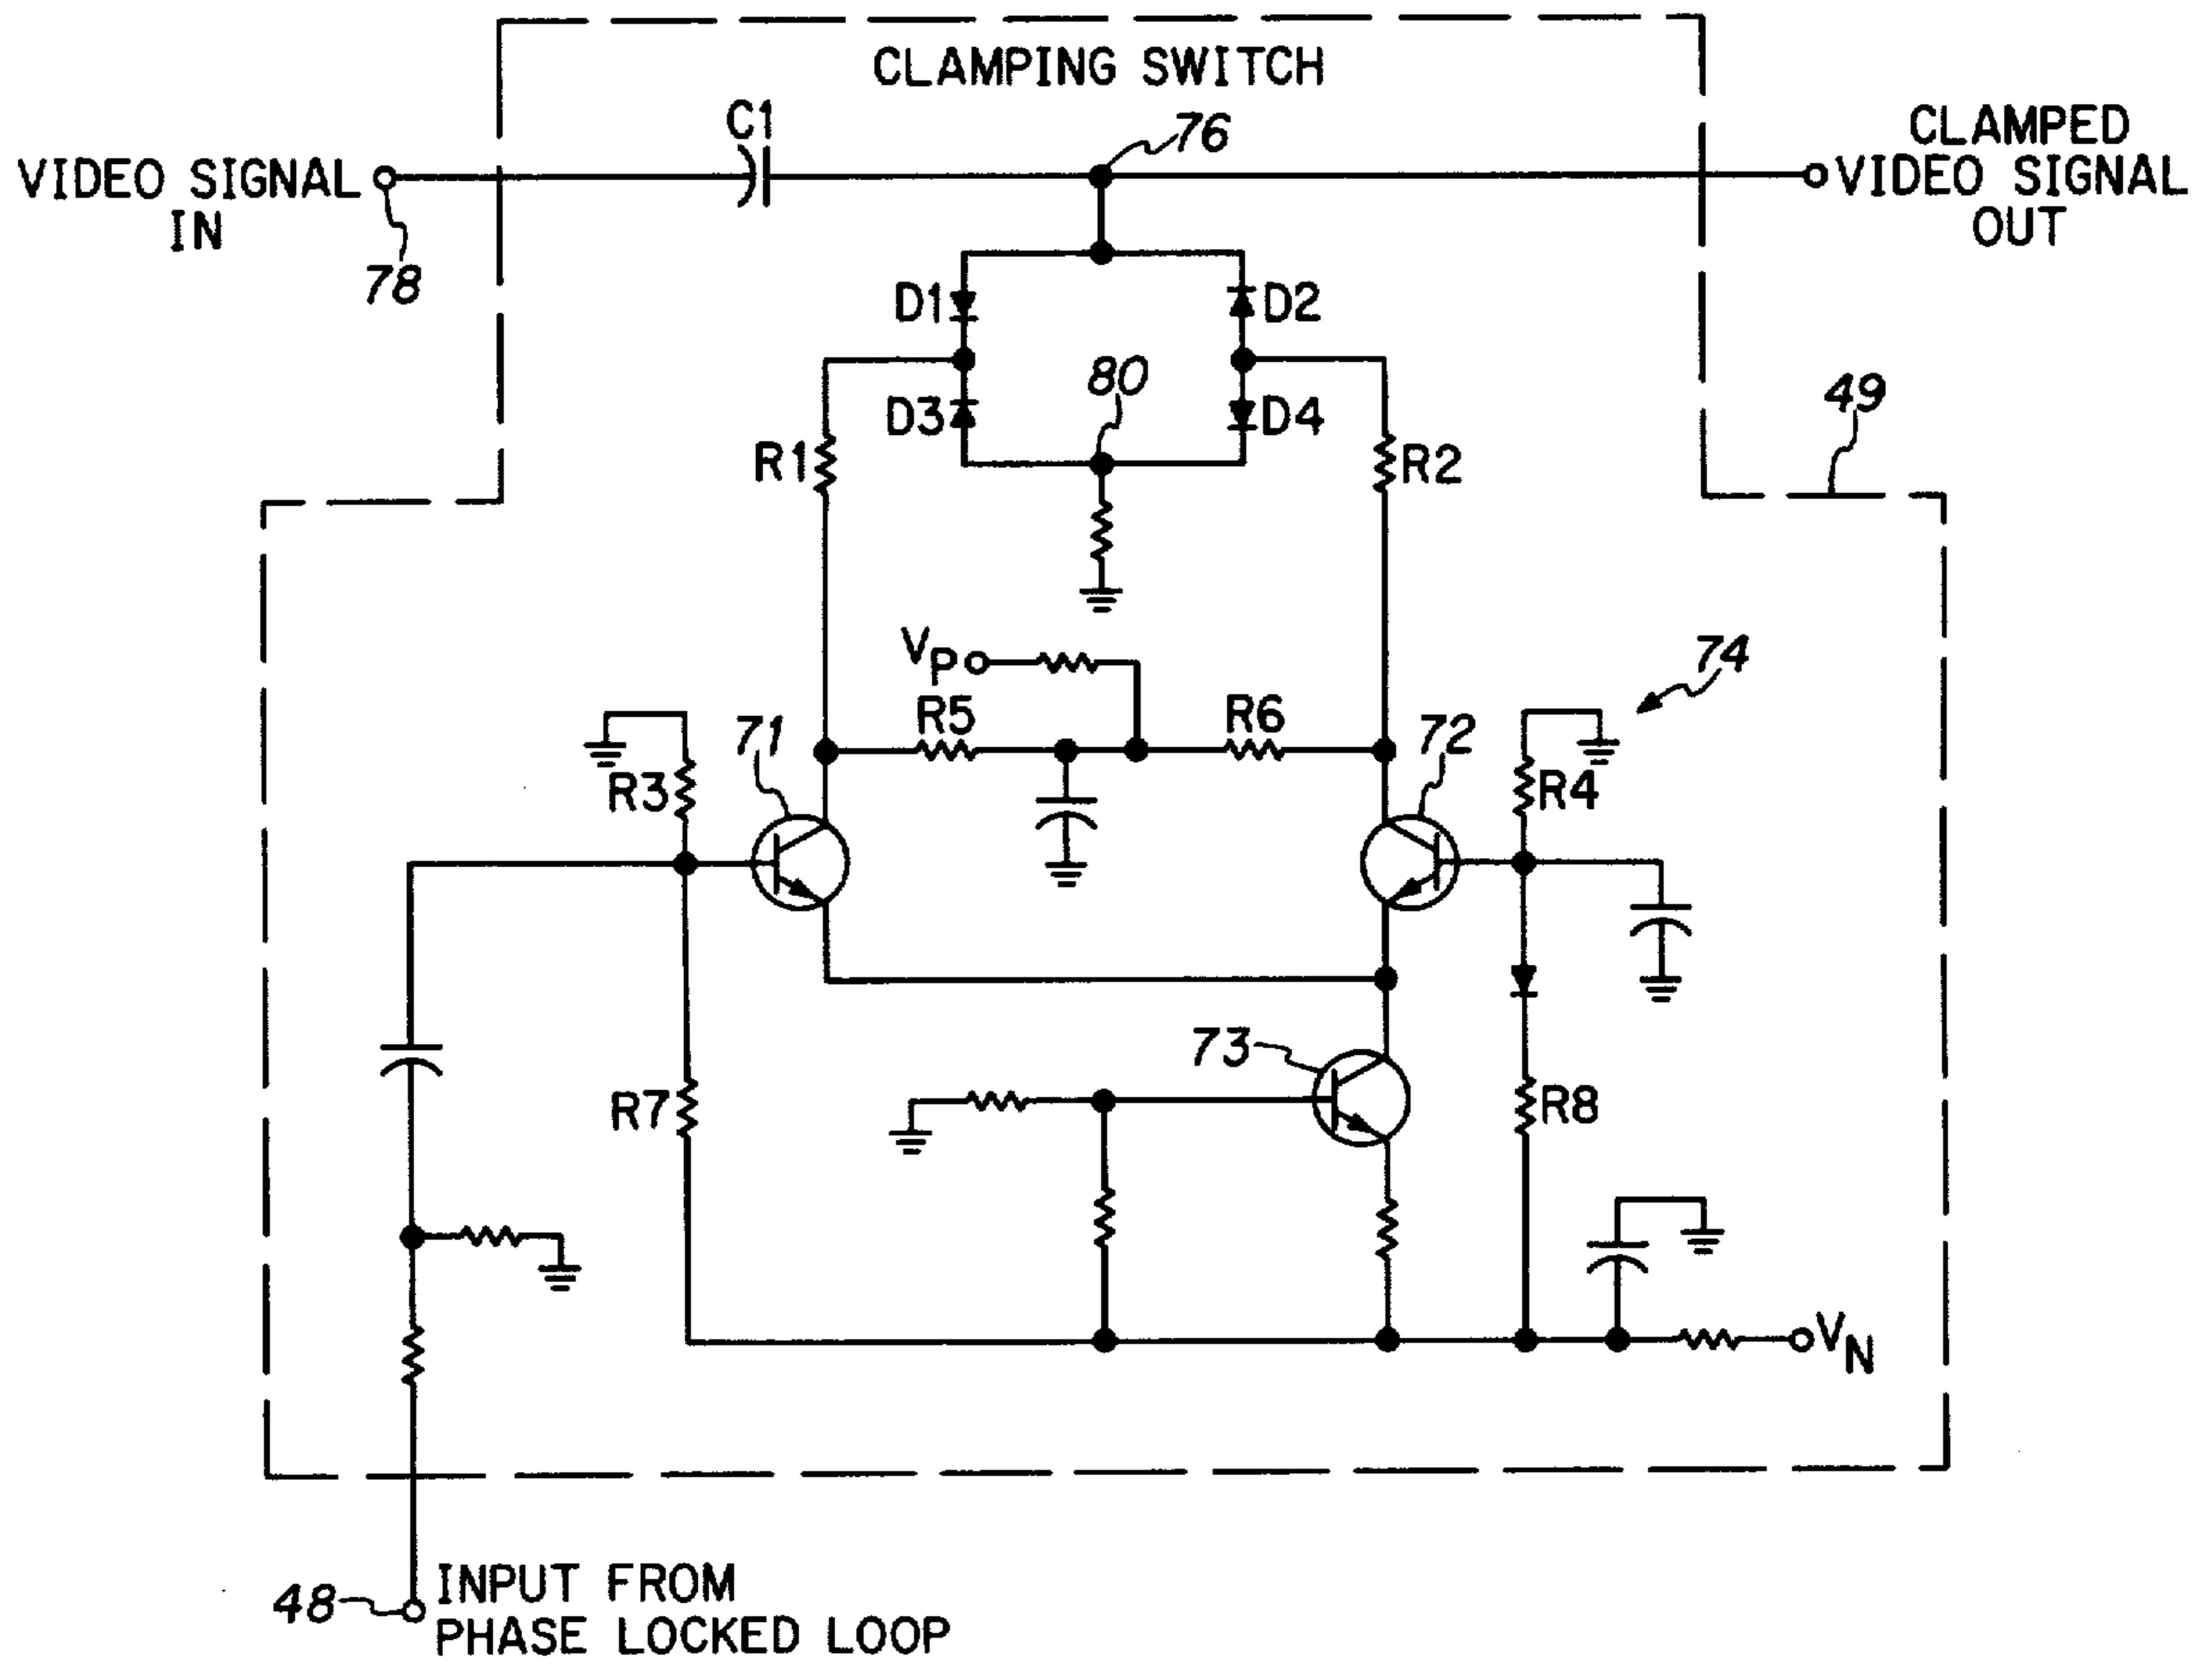 CLAMPING SWITCH
C1
76
VIDEO SIGNAL
IN
78
CLAMPED
VIDEO SIGNAL
OUT
D1
D2
80
D3
D4
49
R1
R2
VP
74
R5
R6
71
72
R3
R4
73
R7
R8
VN
48
INPUT FROM
PHASE LOCKED LOOP